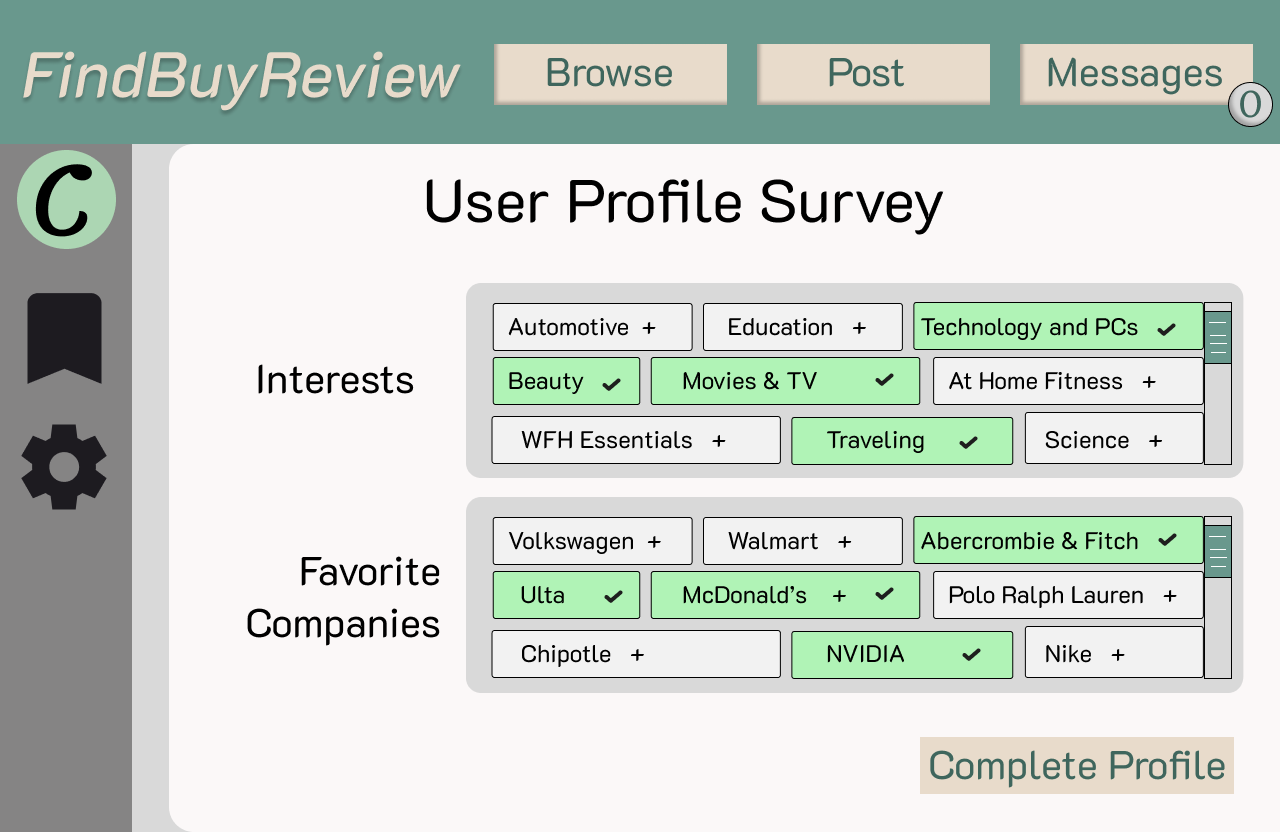 FindBuyReview Browse Post Messages
0
C
User Profile Survey
Interests
Automotive + Education + Technology and PCs
Beauty Movies & TV At Home Fitness +
WFH Essentials + Traveling Science +
Favorite
Companies
Volkswagen + Walmart + Abercrombie & Fitch
Ulta McDonald’s + Polo Ralph Lauren +
Chipotle + NVIDIA Nike +
Complete Profile